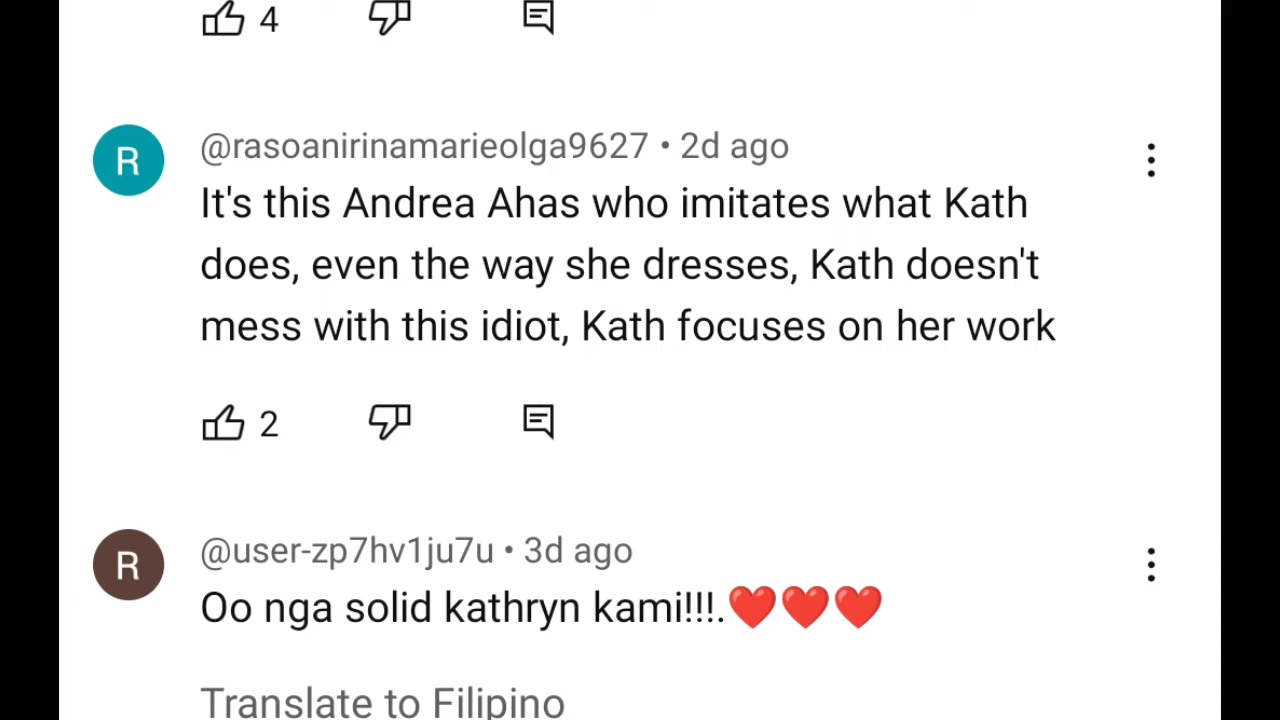 4
R
@rasoanirinamarieolga9627 • 2d ago
It's this Andrea Ahas who imitates what Kath
does, even the way she dresses, Kath doesn't
mess with this idiot, Kath focuses on her work
2
R
@user-zp7hv1ju7u • 3d ago
Oo nga solid kathryn kami!!!.❤️❤️❤️
Translate to Filipino